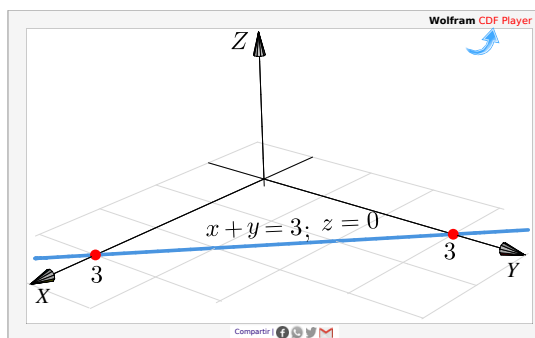 Wolfram CDF Player
Z
x + y = 3; z = 0
3
3
X
Y
Compartir |